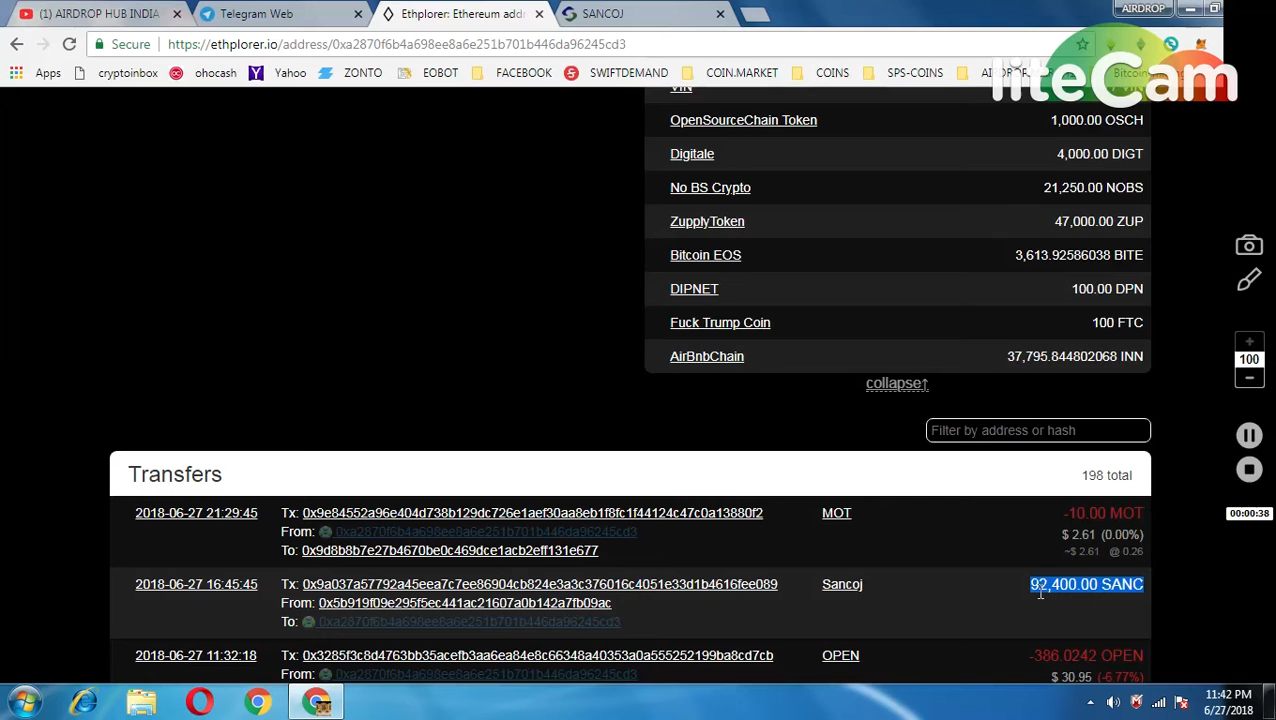 (1) AIRDROP HUB INDIA
Telegram Web
Ethplorer: Ethereum addr
SANCOJ
AIRDROP
Secure
https://ethplorer.io/address/0xa2870f6b4a698ee8a6e251b701b446da96245cd3
Apps
cryptoinbox
ohocash
Yahoo
ZONTO
EOBOT
FACEBOOK
SWIFTDEMAND
COIN.MARKET
COINS
SPS-COINS
liteCam
VIN
VIN
OpenSourceChain Token
1,000.00 OSCH
Digitale
4,000.00 DIGT
No BS Crypto
21,250.00 NOBS
ZupplyToken
47,000.00 ZUP
Bitcoin EOS
3,613.92586038 BITE
DIPNET
100.00 DPN
Fuck Trump Coin
100 FTC
AirBnbChain
37,795.844802068 INN
collapse↑
Filter by address or hash
Transfers
198 total
2018-06-27 21:29:45
Tx: 0x9e84552a96e404d738b129dc726e1aef30aa8eb1f8fc1f44124c47c0a13880f2
MOT
-10.00 MOT
From: 0xa2870f6b4a698ee8a6e251b701b446da96245cd3
$ 2.61 (0.00%)
To: 0x9d8b8b7e27b4670be0c469dce1acb2eff131e677
~$ 2.61 @ 0.26
2018-06-27 16:45:45
Tx: 0x9a037a57792a45eea7c7ee86904cb824e3a3c376016c4051e33d1b4616fee089
Sancoj
92,400.00 SANC
From: 0x5b919f09e295f5ec441ac21607a0b142a7fb09ac
To: 0xa2870f6b4a698ee8a6e251b701b446da96245cd3
2018-06-27 11:32:18
Tx: 0x3285f3c8d4763bb35acefb3aa6ea84e8c66348a40353a0a555252199ba8cd7cb
OPEN
-386.0242 OPEN
From: 0xa2870f6b4a698ee8a6e251b701b446da96245cd3
$ 30.95 (-6.77%)
100
00:00:38
11:42 PM
6/27/2018